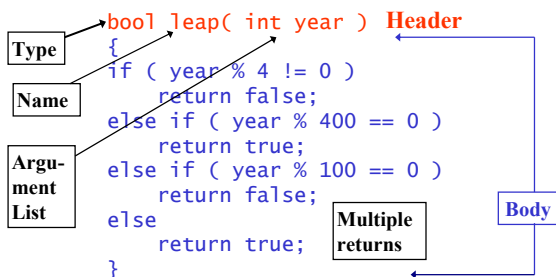 bool leap( int year ) Header
Type
{
if ( year % 4 != 0 )
Name
return false;
else if ( year % 400 == 0 )
return true;
Argu-
ment
List
else if ( year % 100 == 0 )
return false;
else
Multiple
returns
Body
return true;
}